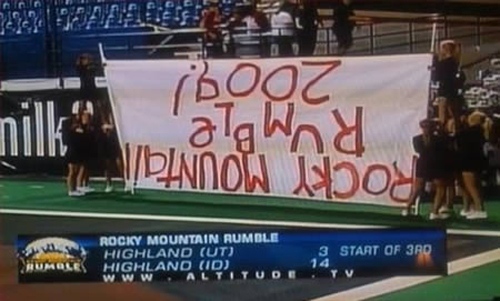 ROCKY MOUNTAIN
RUMBLE
2009!
milk
RUMBLE
ROCKY MOUNTAIN RUMBLE
HIGHLAND (UT) 3 START OF 3RD
HIGHLAND (ID) 14
WWW.ALTITUDE.TV